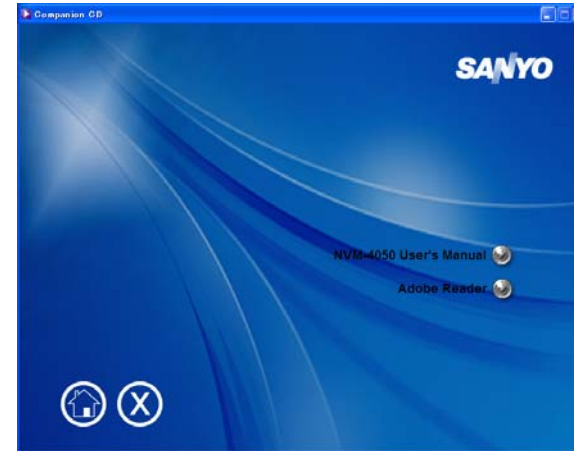 Companion CD
SANYO
NVM-4050 User's Manual
Adobe Reader
X